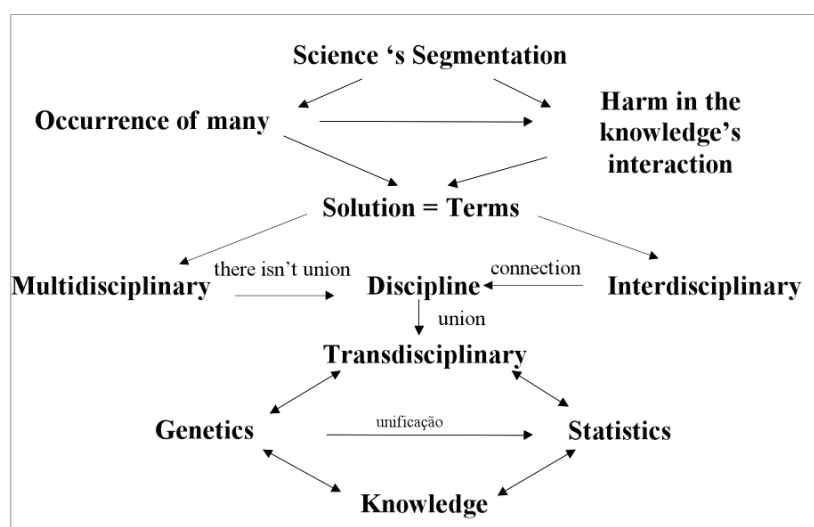 Science ‘s Segmentation
Occurrence of many
Harm in the
knowledge’s
interaction
Solution = Terms
there isn’t union
connection
Multidisciplinary
Discipline
Interdisciplinary
union
Transdisciplinary
Genetics
unificação
Statistics
Knowledge